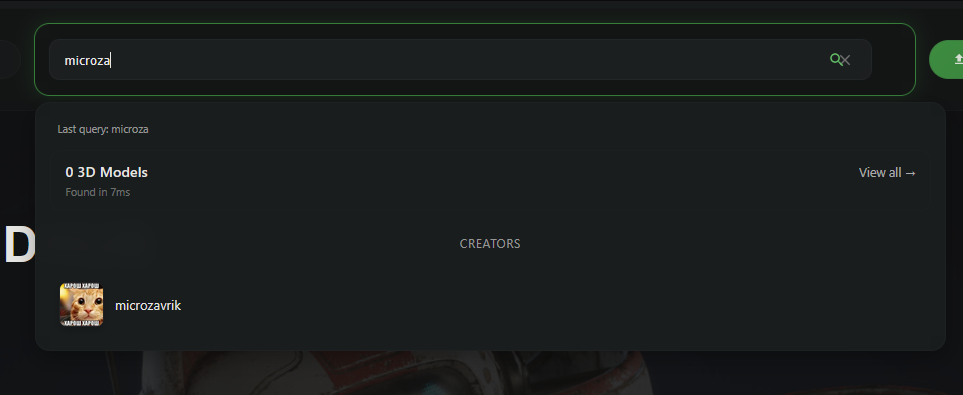 microza
Last query: microza
0 3D Models
View all →
Found in 7ms
D
CREATORS
ХАРОШ ХАРОШ
microzavrik
ХАРОШ ХАРОШ